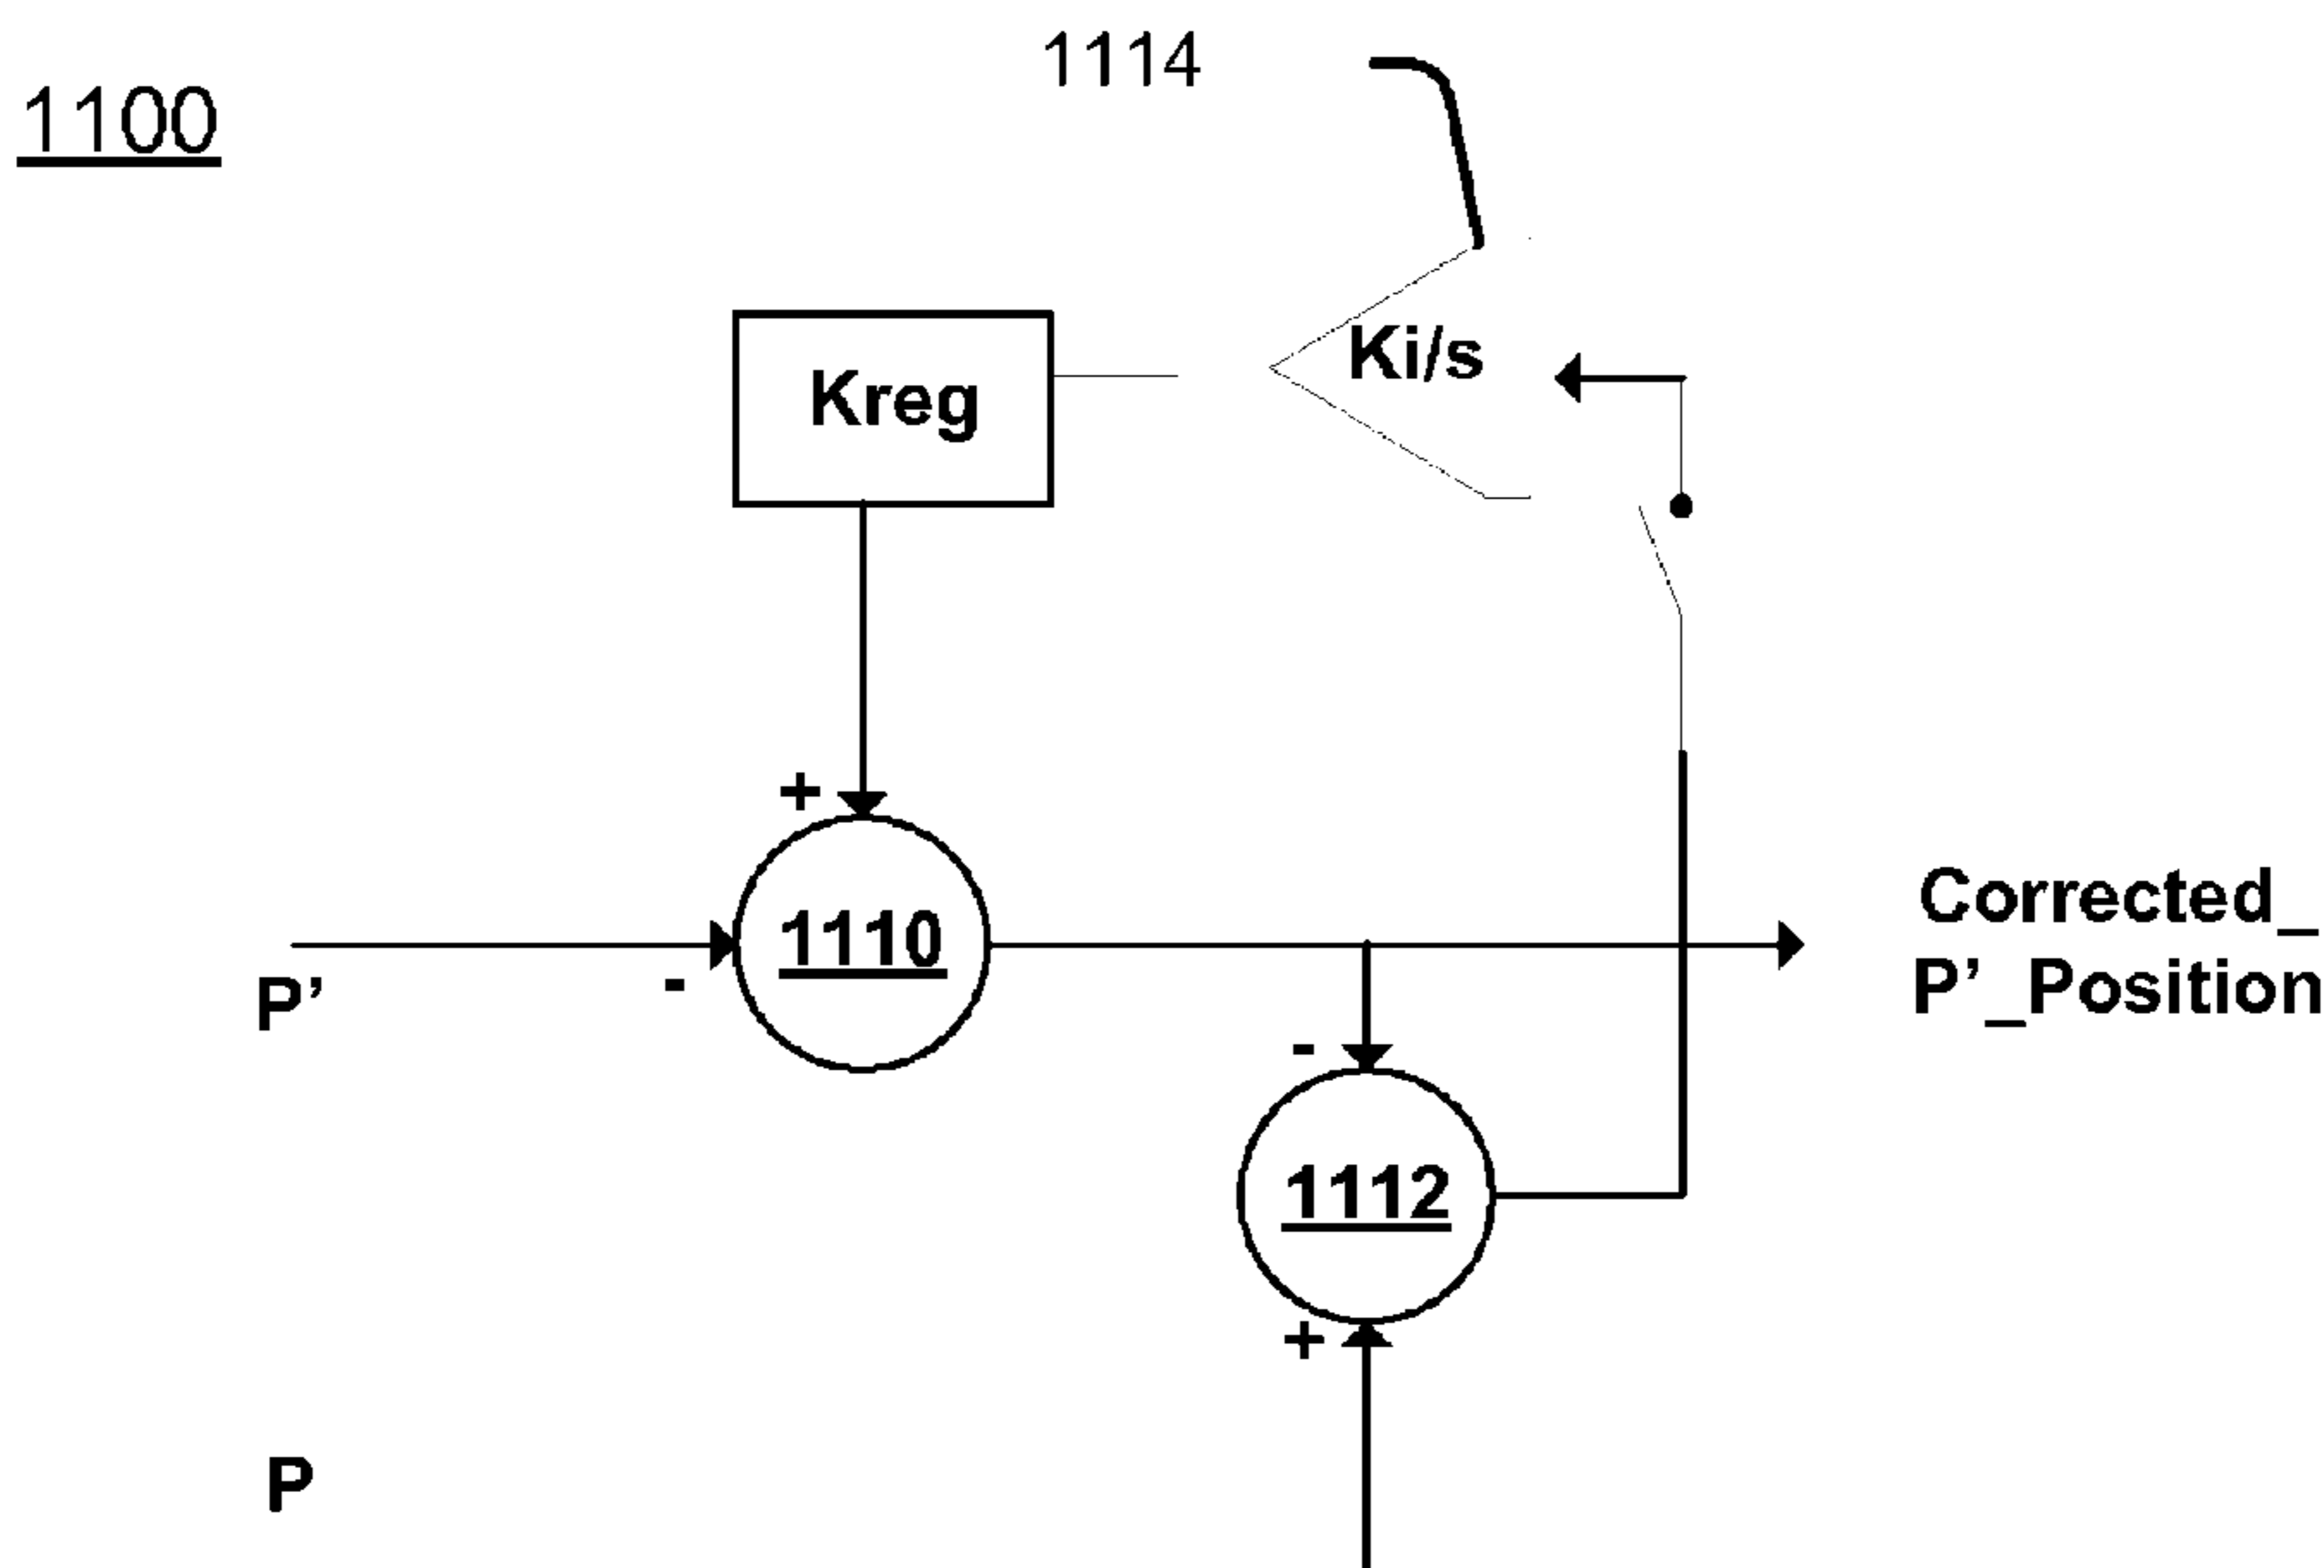 1114
1100
Ki/s
Kreg
+
1110
-
P'
Corrected_
P'_Position
-
1112
+
P